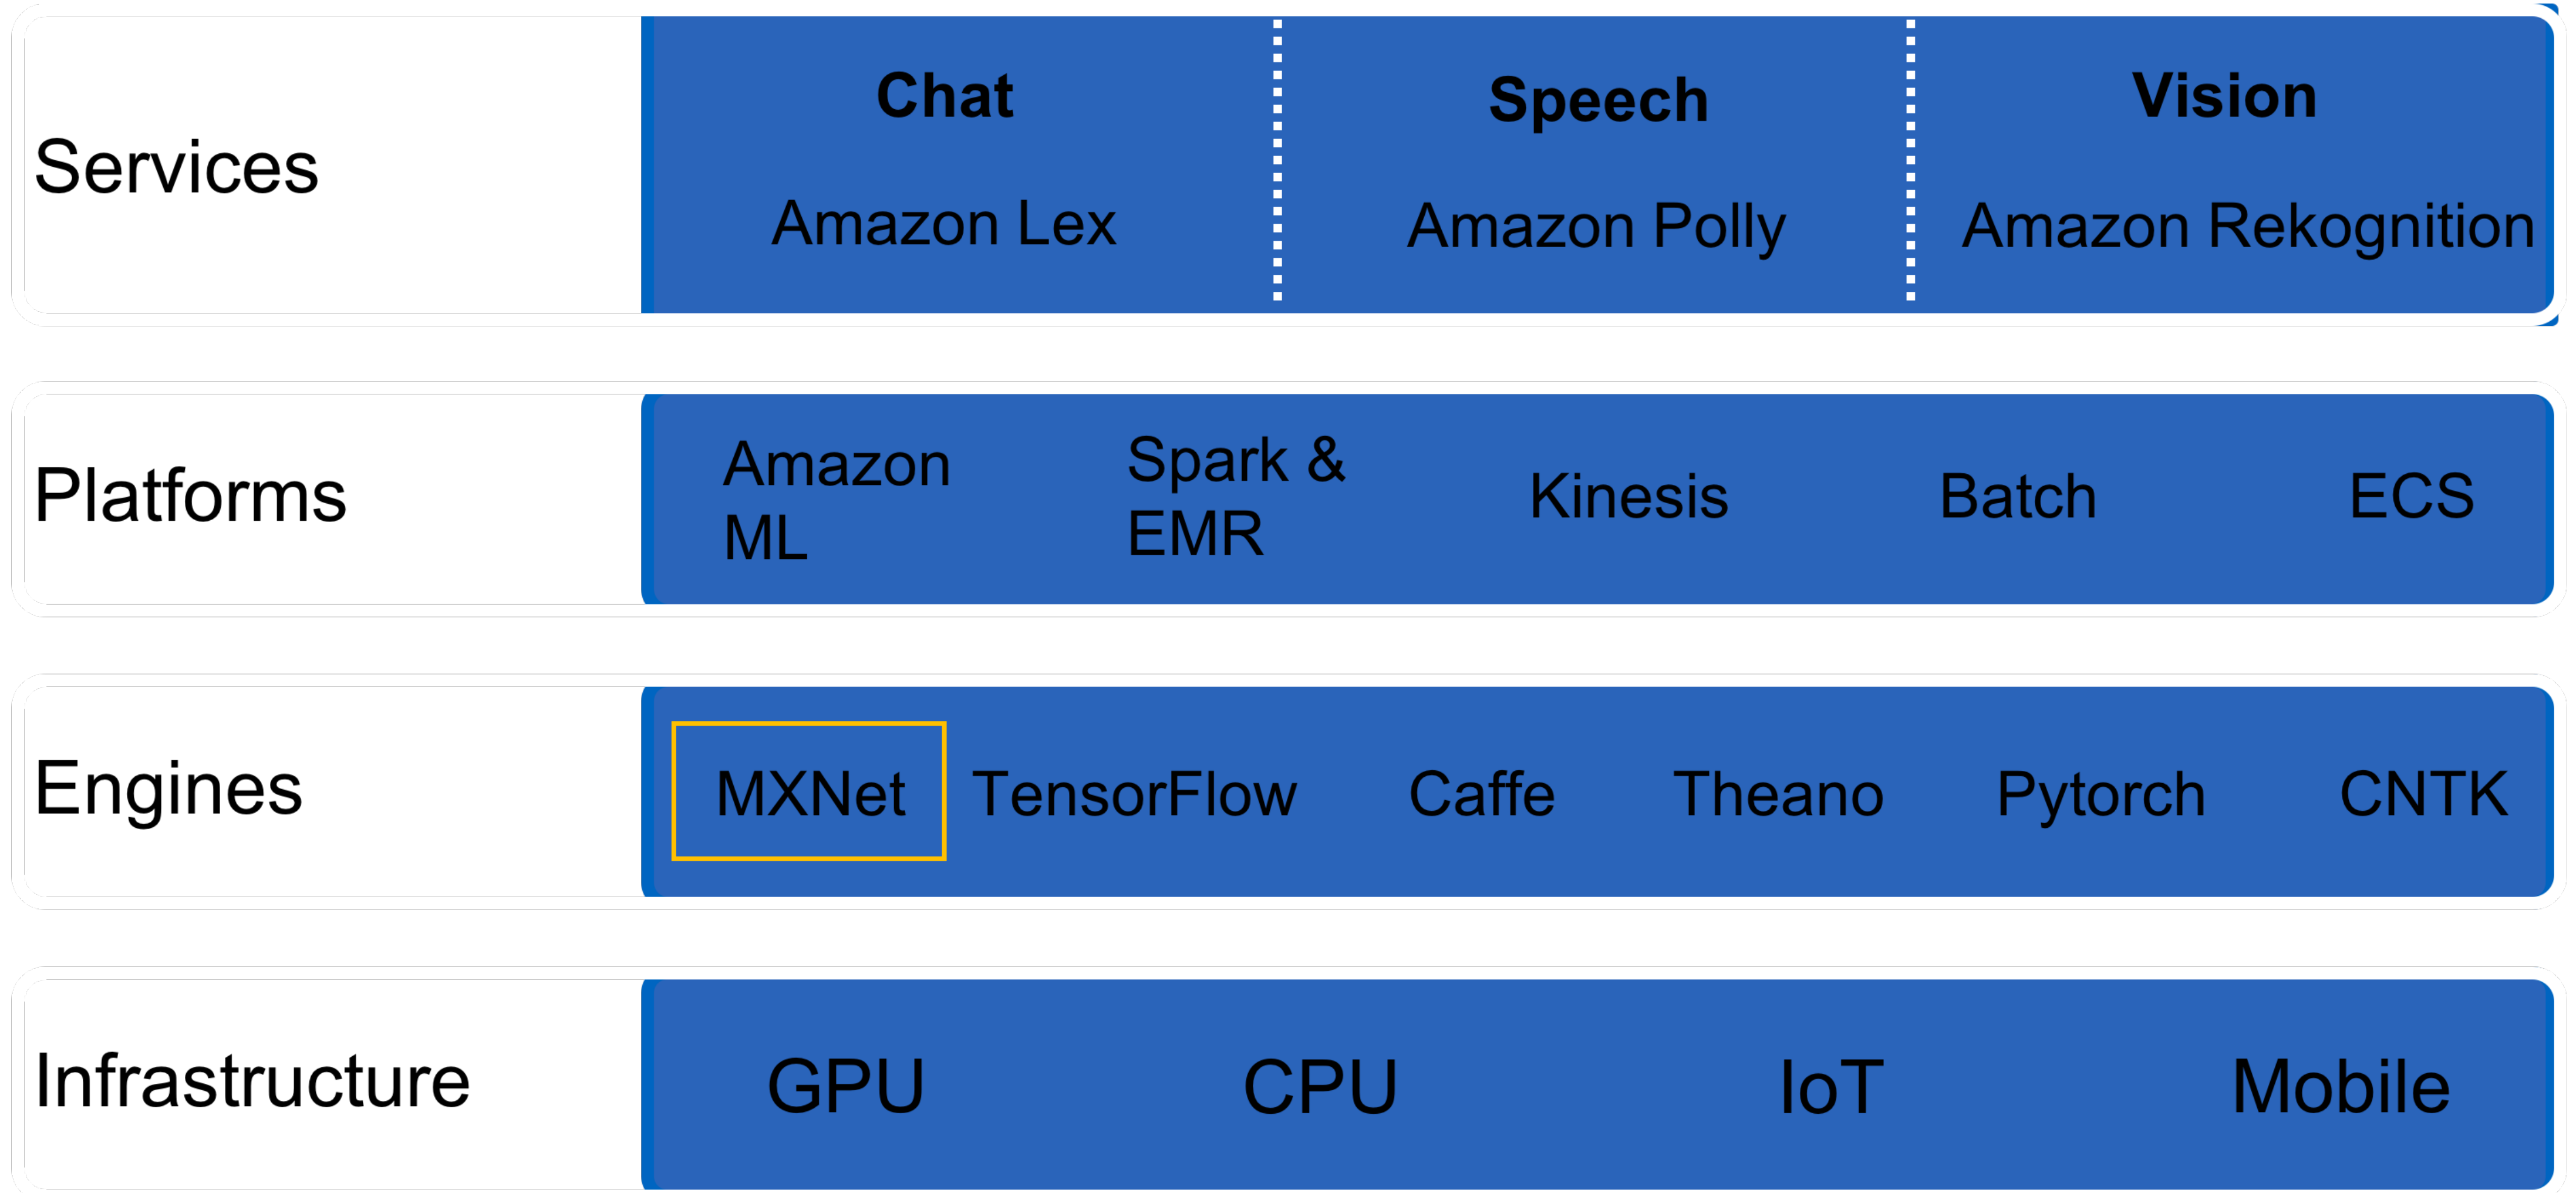 Services
Chat
Amazon Lex
Speech
Amazon Polly
Vision
Amazon Rekognition
Platforms
Amazon
ML
Spark &
EMR
Kinesis
Batch
ECS
Engines
MXNet
TensorFlow
Caffe
Theano
Pytorch
CNTK
Infrastructure
GPU
CPU
IoT
Mobile